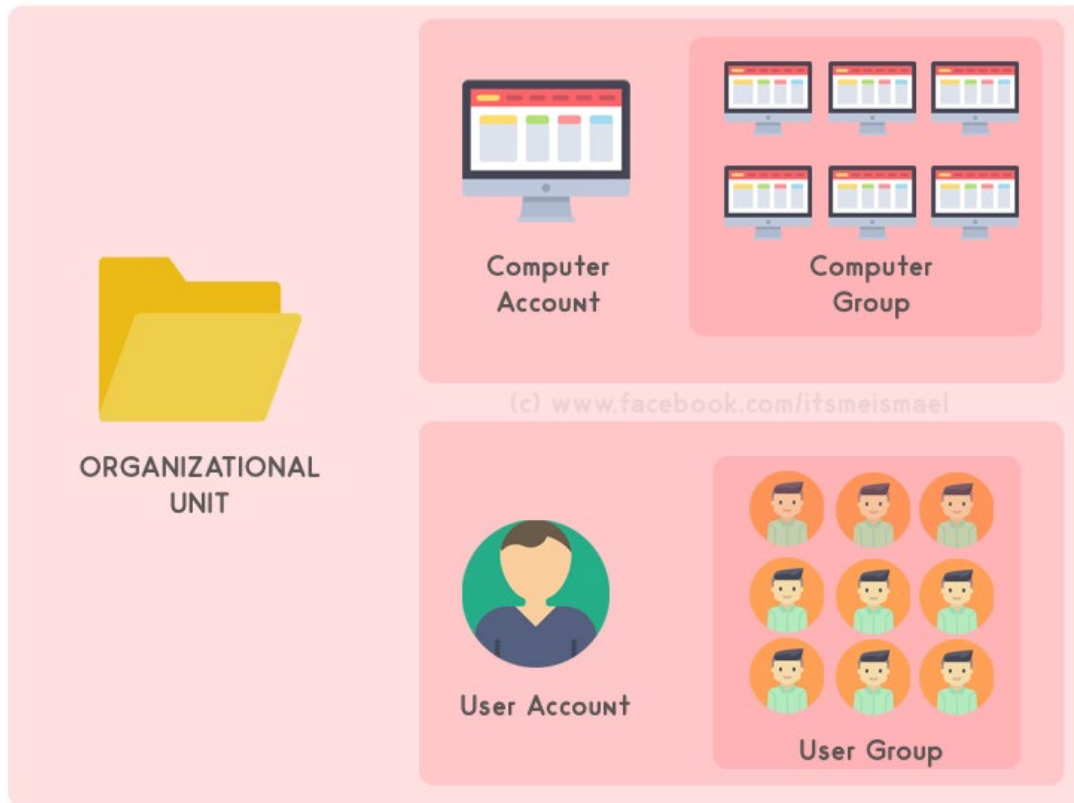 Computer
Account
Computer
Group
(c) www.facebook.com/itsmeismael
ORGANIZATIONAL
UNIT
User Account
User Group